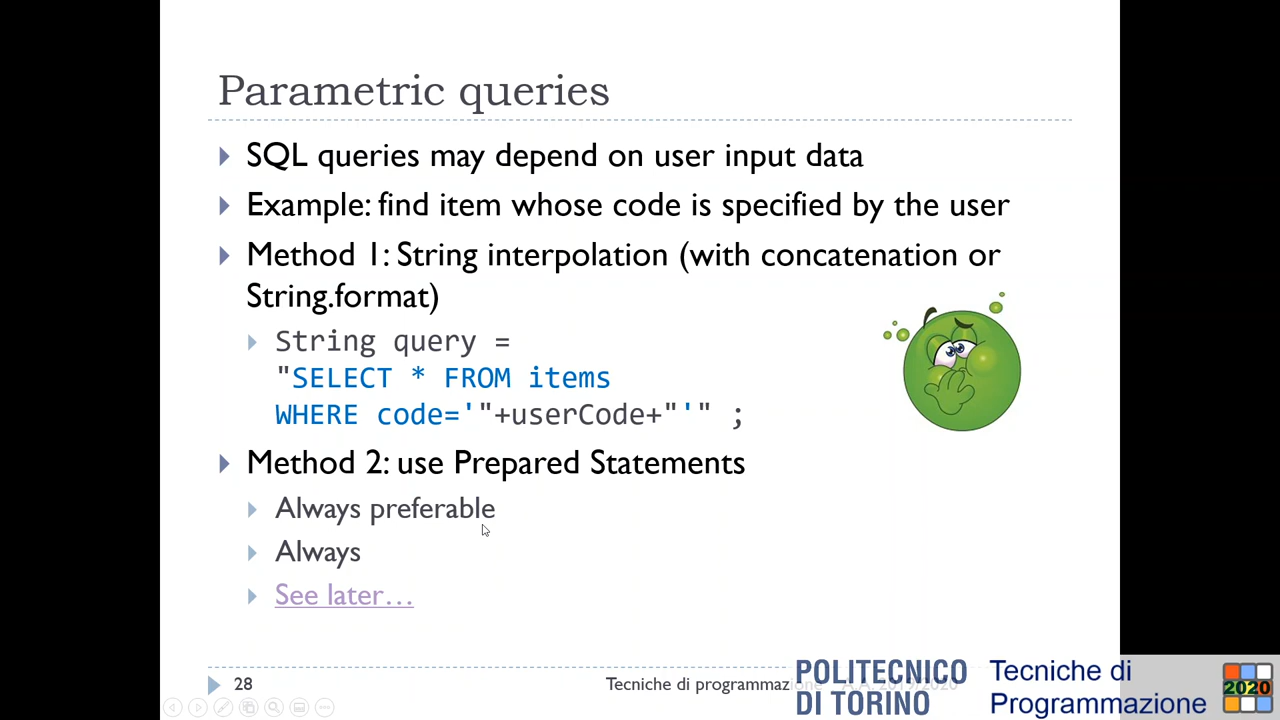 Parametric queries
SQL queries may depend on user input data
Example: find item whose code is specified by the user
Method 1: String interpolation (with concatenation or
String.format)
String query =
"SELECT * FROM items
WHERE code='"+userCode+"'" ;
Method 2: use Prepared Statements
Always preferable
Always
See later…
28
Tecniche di programmazione A.A. 2019/2020
POLITECNICO
DI TORINO
Tecniche di
Programmazione
2020